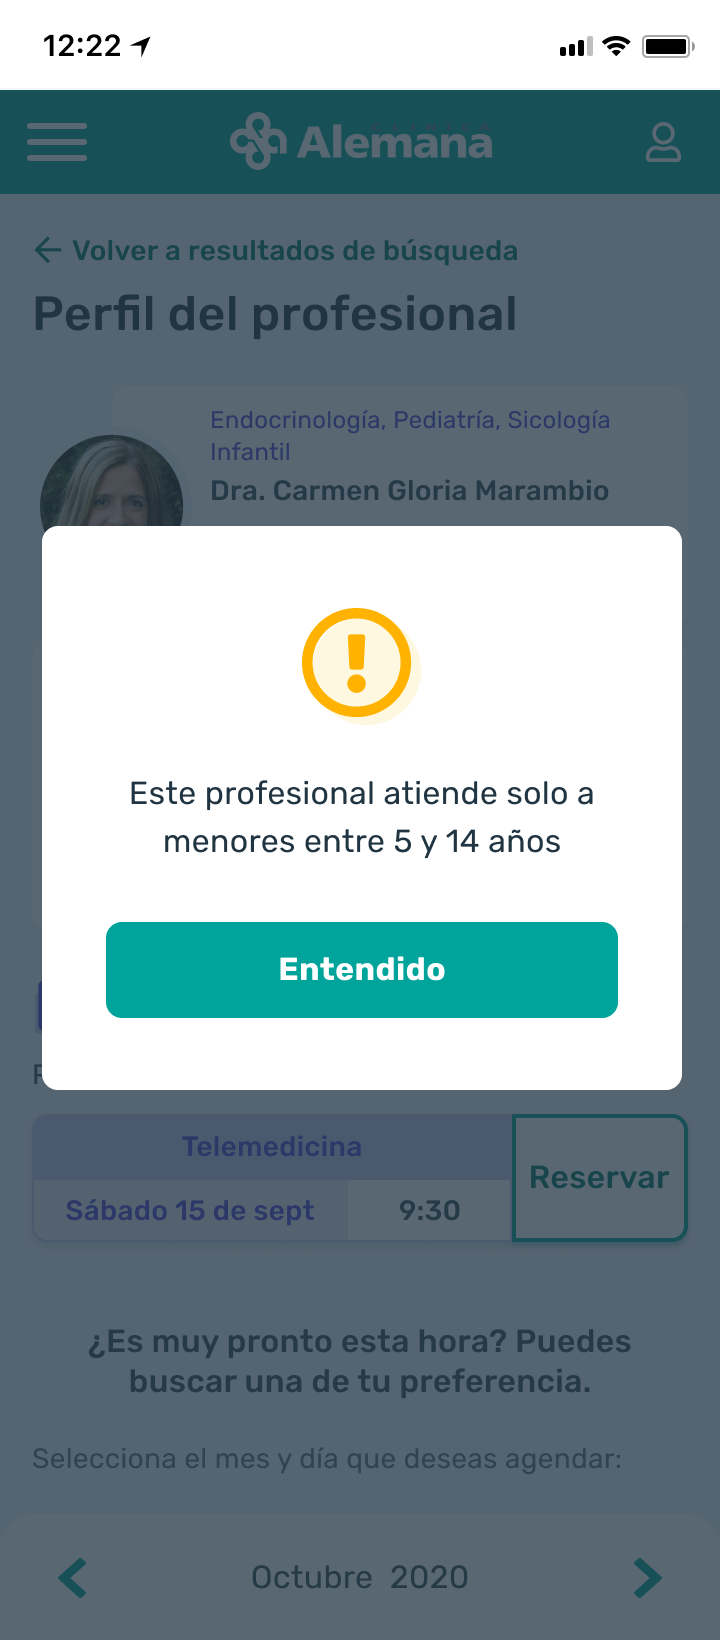 12:22
Alemana
Volver a resultados de búsqueda
Perfil del profesional
Endocrinología, Pediatría, Sicología
Infantil
Dra. Carmen Gloria Marambio
Este profesional atiende solo a
menores entre 5 y 14 años
Entendido
Telemedicina
Sábado 15 de sept
9:30
Reservar
¿Es muy pronto esta hora? Puedes
buscar una de tu preferencia.
Selecciona el mes y día que deseas agendar:
Octubre 2020